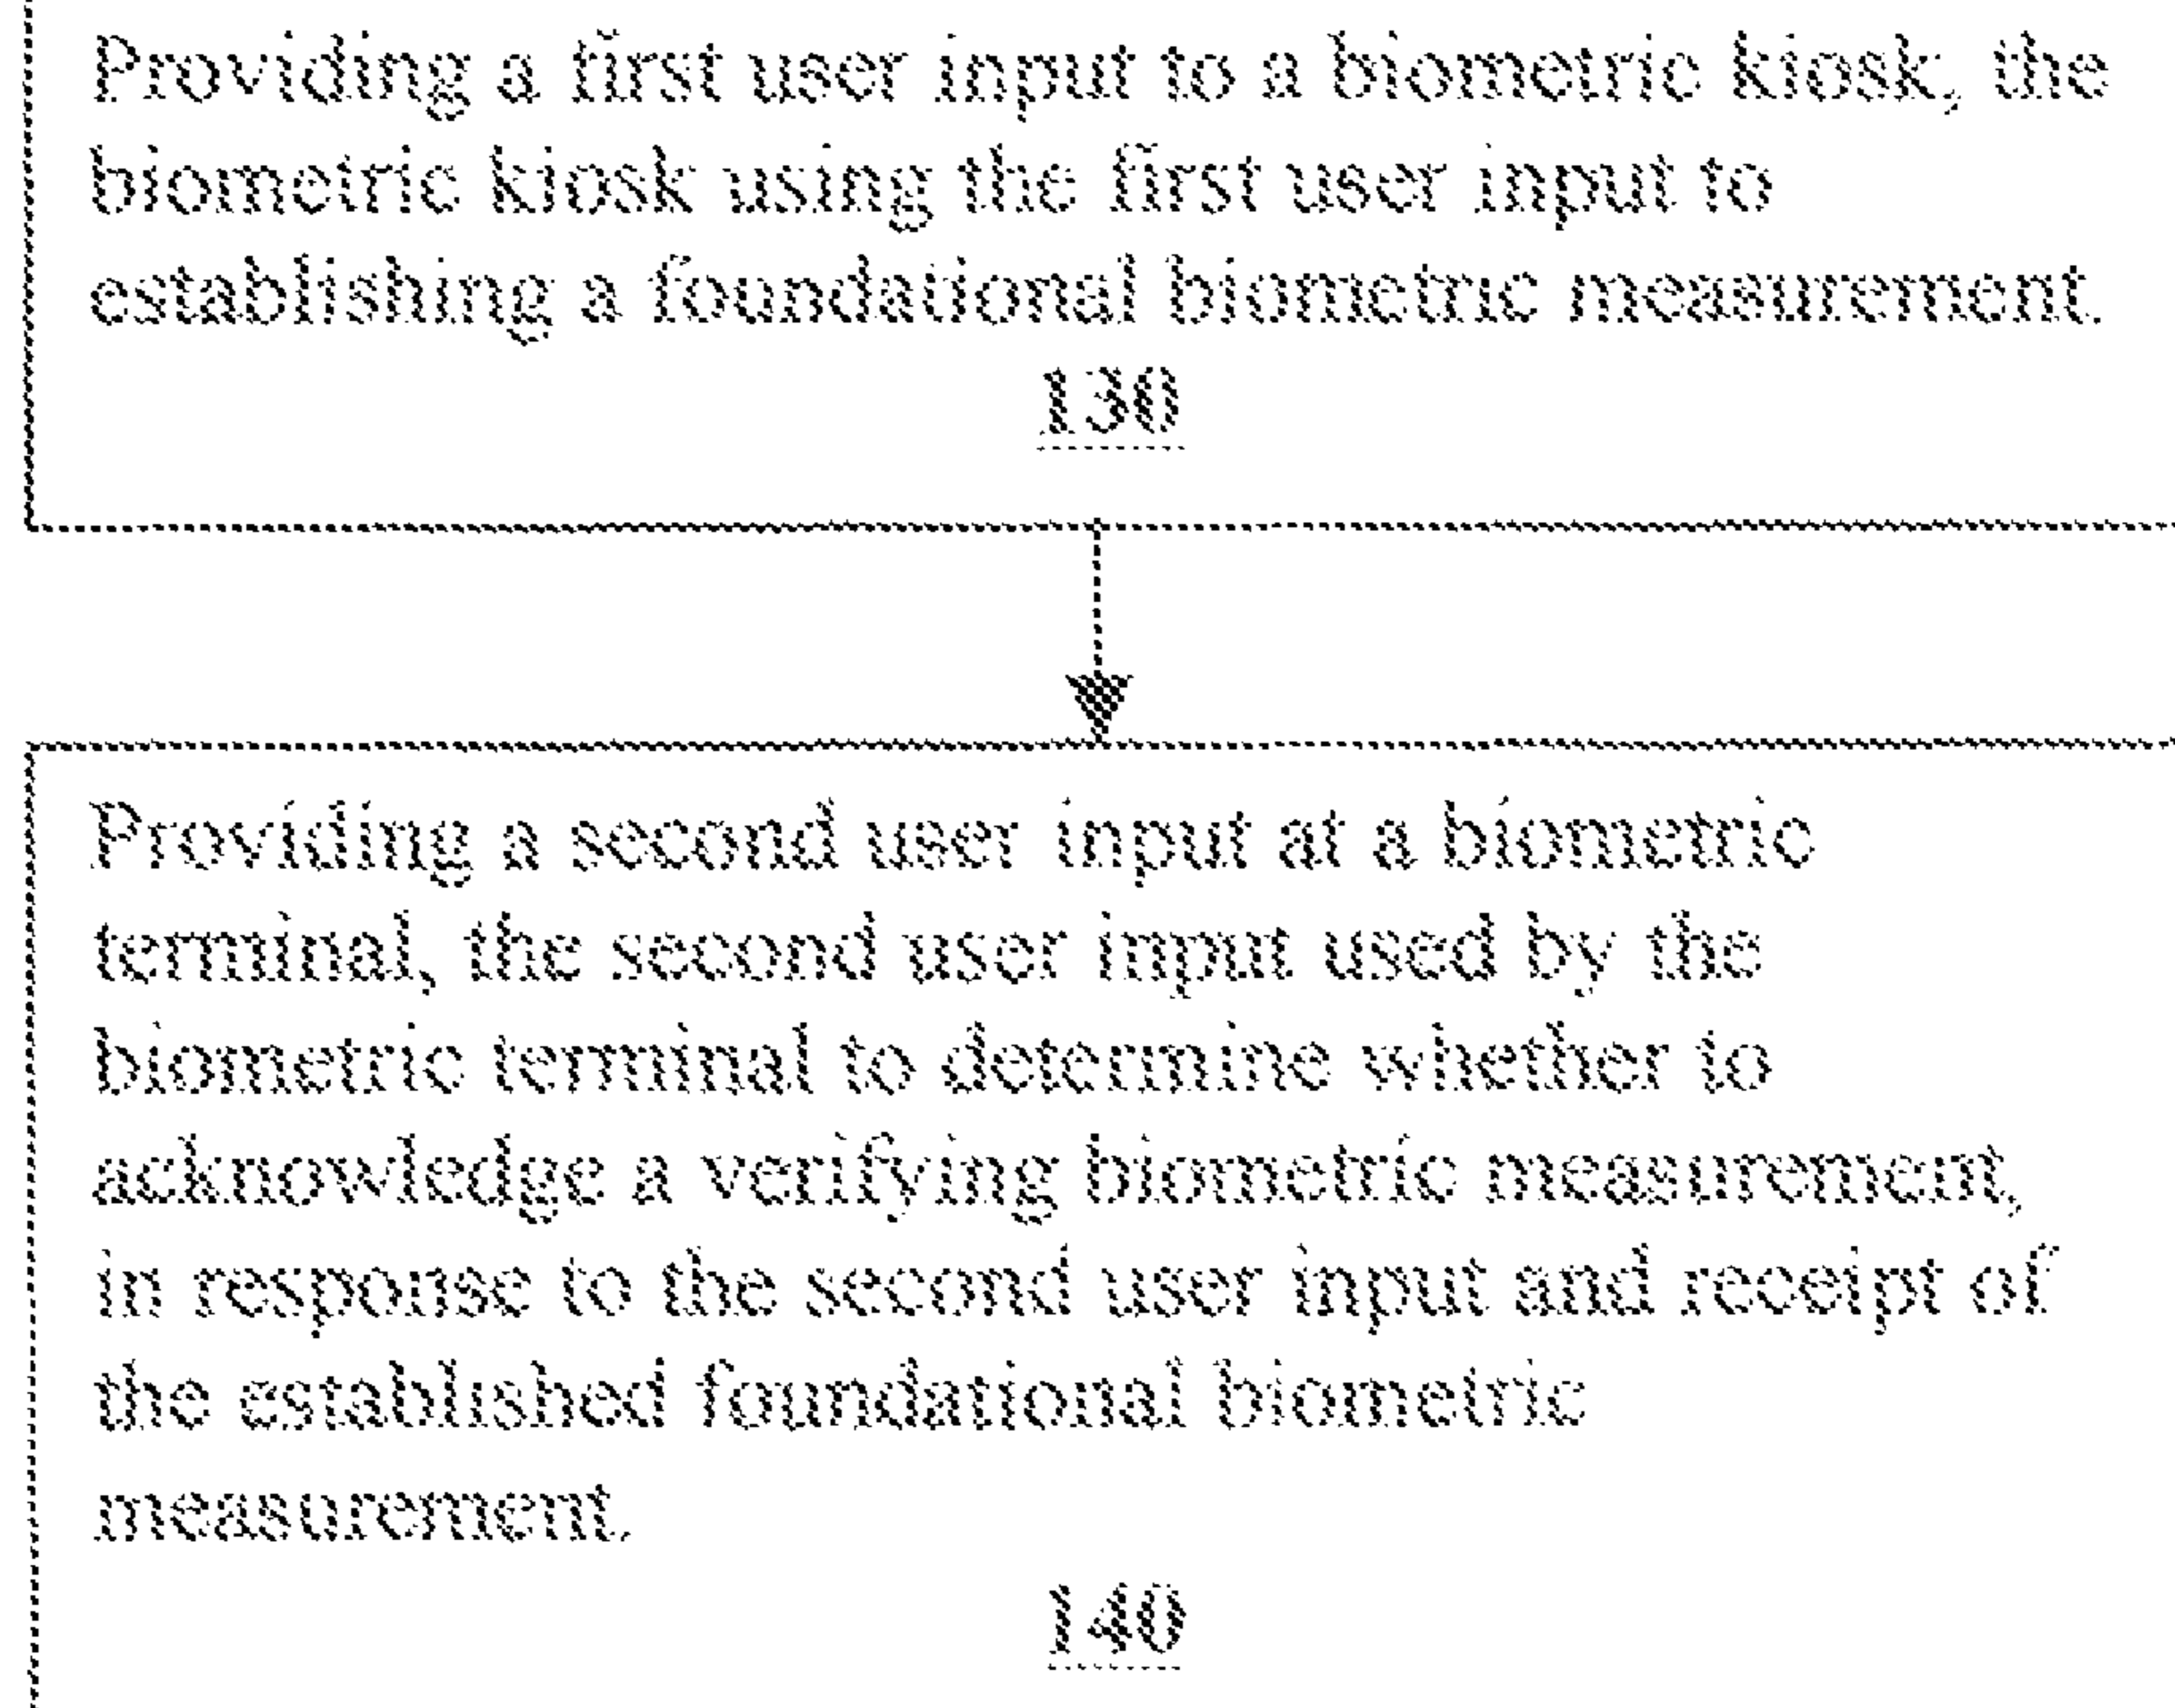 Providing a first user input to a biometric kiosk, the
biometric kiosk using the first user input to
establishing a foundational biometric measurement.
130
Providing a second user input at a biometric
terminal, the second user input used by the
biometric terminal to determine whether to
acknowledge a verifying biometric measurement,
in response to the second user input and receipt of
the established foundational biometric
measurement.
140